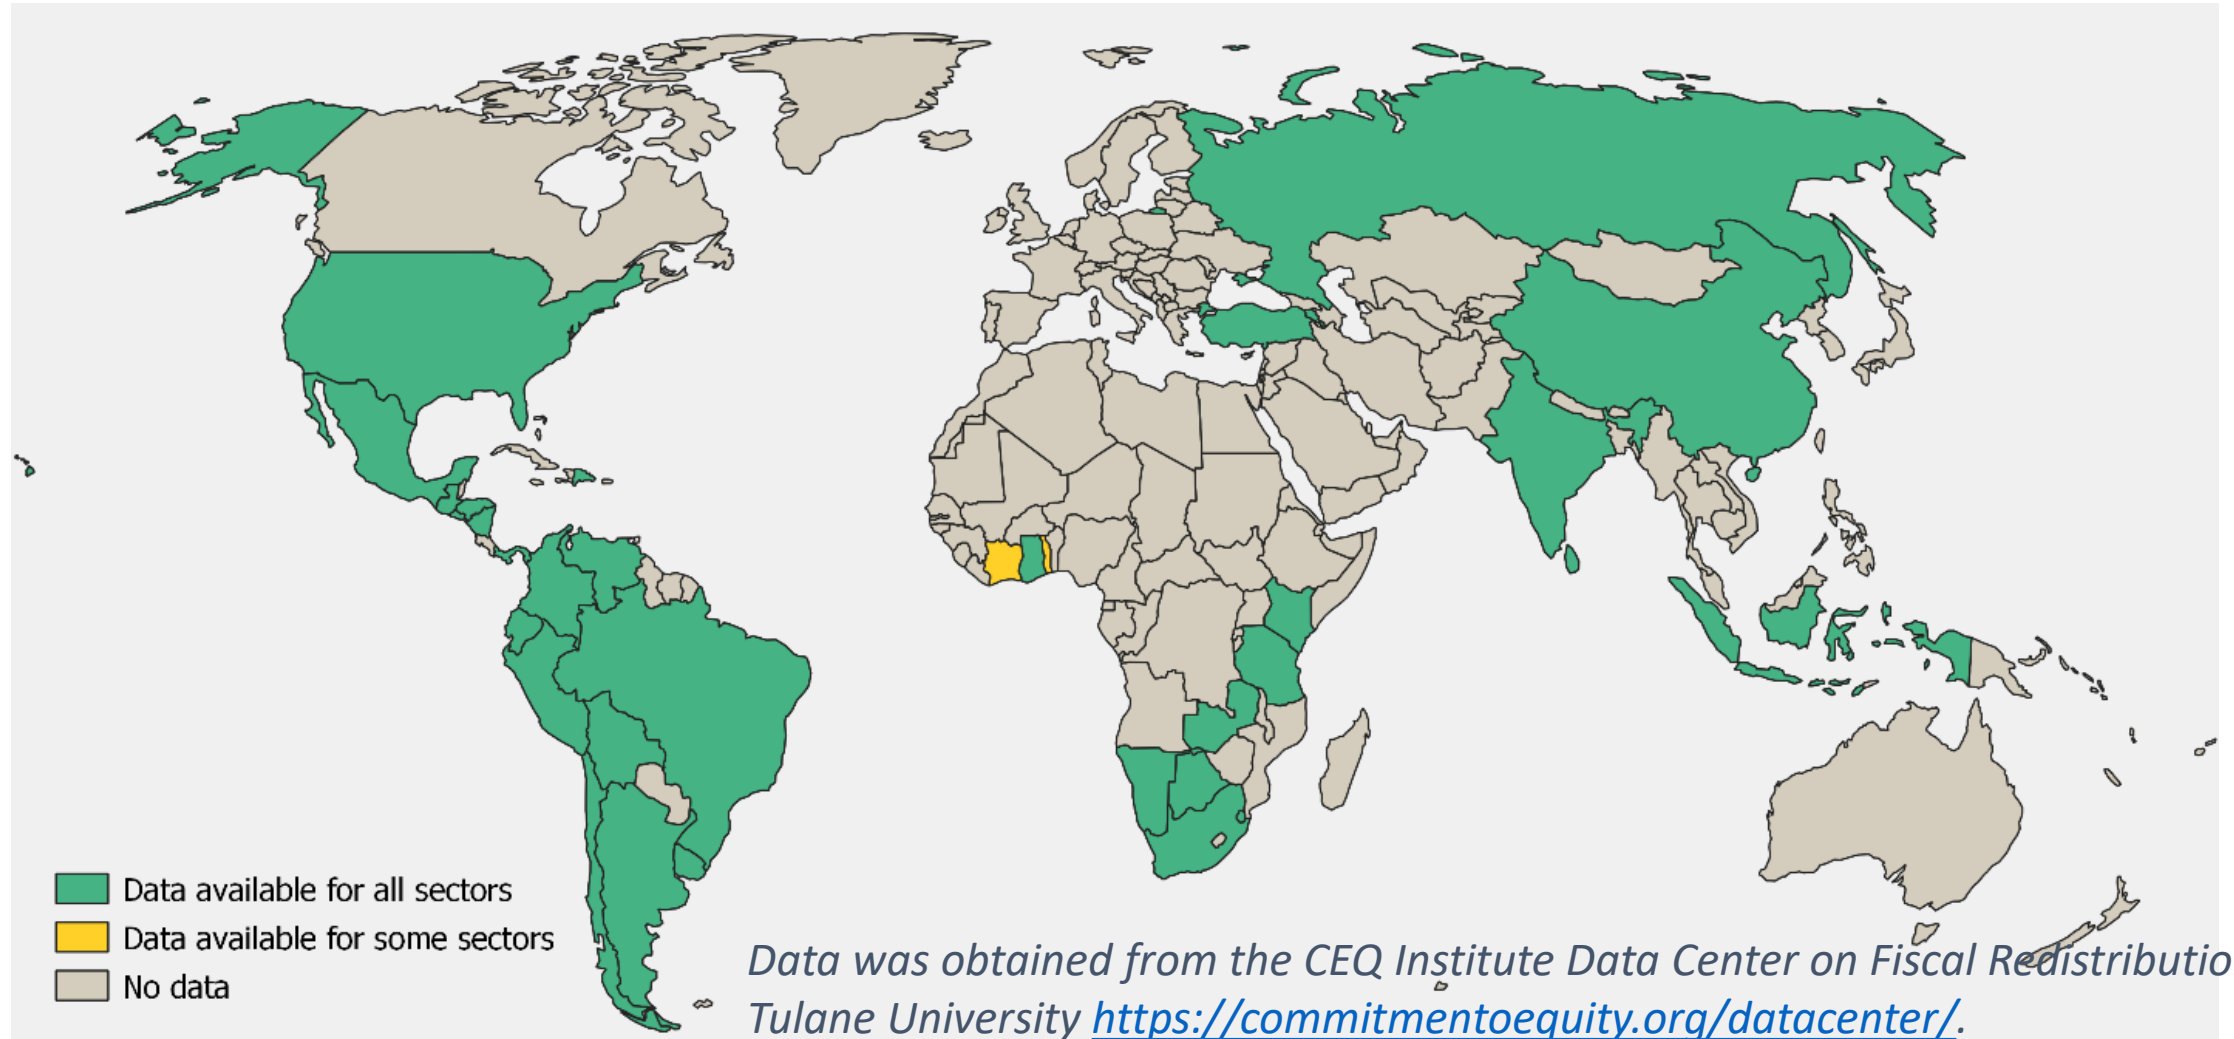 Data available for all sectors
Data available for some sectors
No data
Data was obtained from the CEQ Institute Data Center on Fiscal Redistributio
Tulane University https://commitmentoequity.org/datacenter/.